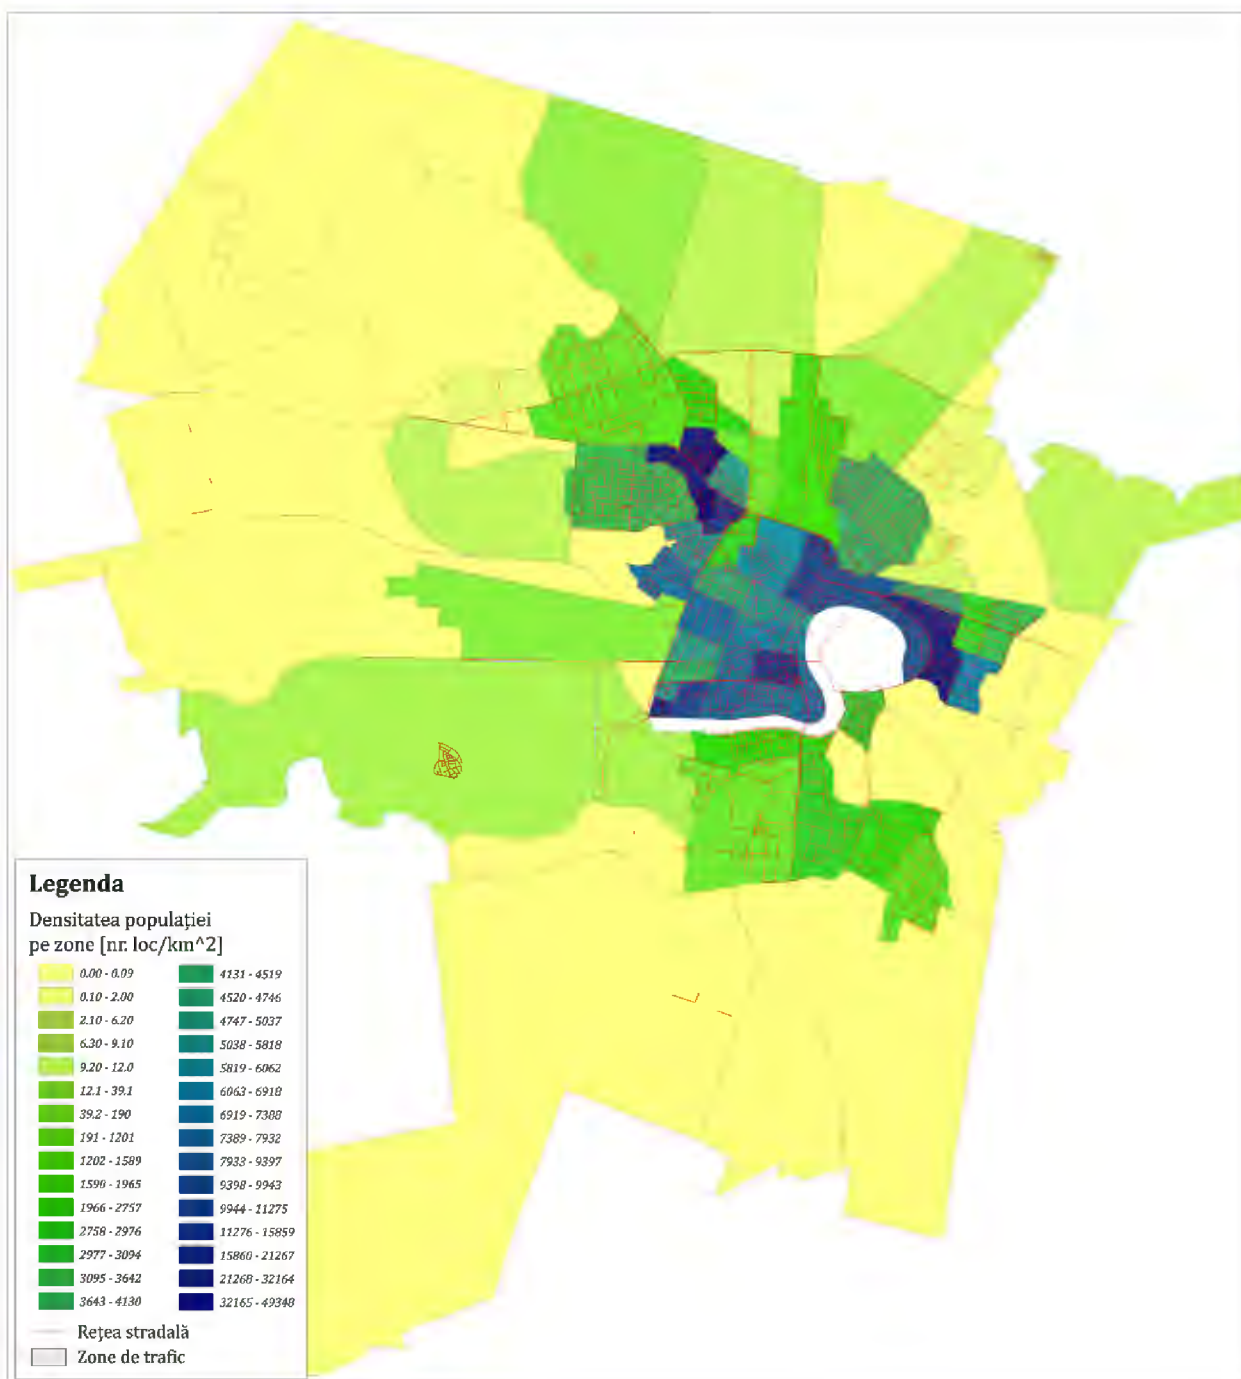 Legenda
Densitatea populației
pe zone [nr. loc/km^2]
0.00 - 0.09
0.10 - 2.00
2.10 - 6.20
6.30 - 9.10
9.20 - 12.0
12.1 - 39.1
39.2 - 190
191 - 1201
1202 - 1589
1590 - 1965
1966 - 2757
2758 - 2976
2977 - 3094
3095 - 3642
3643 - 4130
4131 - 4519
4520 - 4746
4747 - 5037
5038 - 5818
5819 - 6062
6063 - 6918
6919 - 7388
7389 - 7932
7933 - 9397
9398 - 9943
9944 - 11275
11276 - 15859
15860 - 21267
21268 - 32164
32165 - 49348
Rețea stradală
Zone de trafic